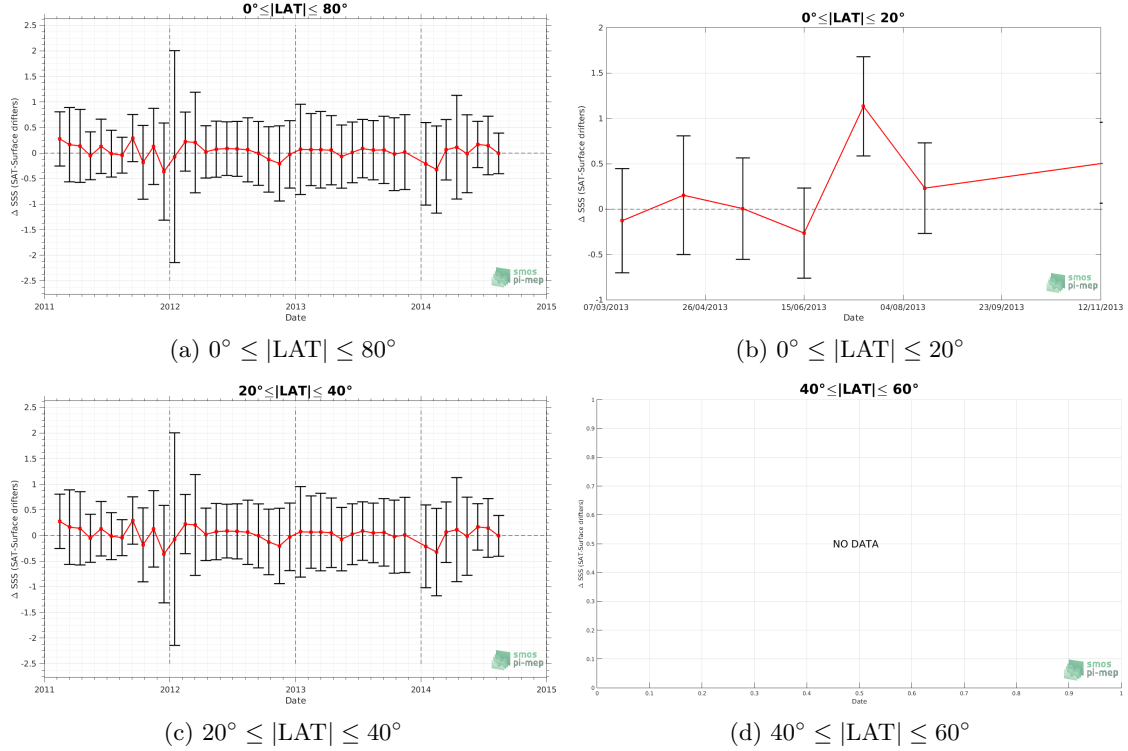 0°≤|LAT|≤ 80°
2.5
2
1.5
1
0.5
0
-0.5
-1
-1.5
-2
-2.5
Δ SSS (SAT-Surface drifters)
2011
2012
2013
2014
2015
Date
smos
pi-mep
(a) 0° ≤ |LAT| ≤ 80°
0°≤|LAT|≤ 20°
2
1.5
1
0.5
0
-0.5
-1
Δ SSS (SAT-Surface drifters)
07/03/2013
26/04/2013
15/06/2013
04/08/2013
23/09/2013
12/11/2013
Date
smos
pi-mep
(b) 0° ≤ |LAT| ≤ 20°
20°≤|LAT|≤ 40°
2.5
2
1.5
1
0.5
0
-0.5
-1
-1.5
-2
-2.5
Δ SSS (SAT-Surface drifters)
2011
2012
2013
2014
2015
Date
smos
pi-mep
(c) 20° ≤ |LAT| ≤ 40°
40°≤|LAT|≤ 60°
1
0.9
0.8
0.7
0.6
0.5
0.4
0.3
0.2
0.1
0
Δ SSS (SAT-Surface drifters)
NO DATA
0
0.1
0.2
0.3
0.4
0.5
0.6
0.7
0.8
0.9
1
Date
smos
pi-mep
(d) 40° ≤ |LAT| ≤ 60°